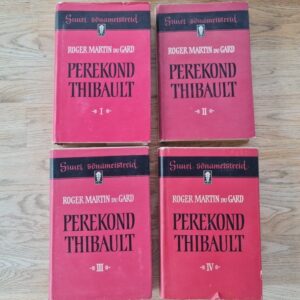 Suuri sõnameistreid
ROGER MARTIN DU GARD
PEREKOND
THIBAULT
I
Suuri sõnameistreid
ROGER MARTIN DU GARD
PEREKOND
THIBAULT
II
Suuri sõnameistreid
ROGER MARTIN DU GARD
PEREKOND
THIBAULT
III
Suuri sõnameistreid
ROGER MARTIN DU GARD
PEREKOND
THIBAULT
IV